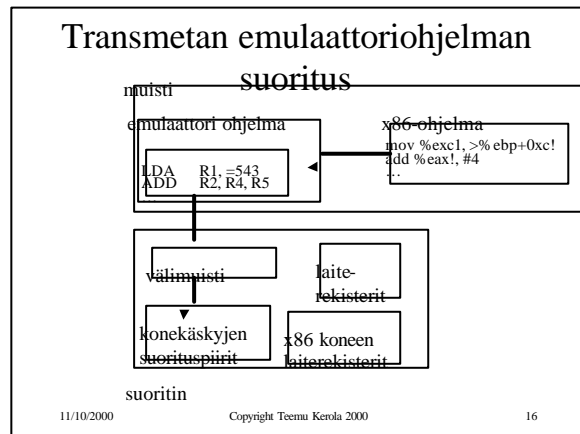 Transmetan emulaattoriohjelman
suoritus
muisti
emulaattori ohjelma
x86-ohjelma
mov %exc1, >% ebp+0xc!
add %eax!, #4
…
LDA R1, =543
ADD R2, R4, R5
…
välimuisti
laite-
rekisterit
konekäskyjen
suorituspiirit
x86 koneen
laiterekisterit
suoritin
11/10/2000 Copyright Teemu Kerola 2000 16